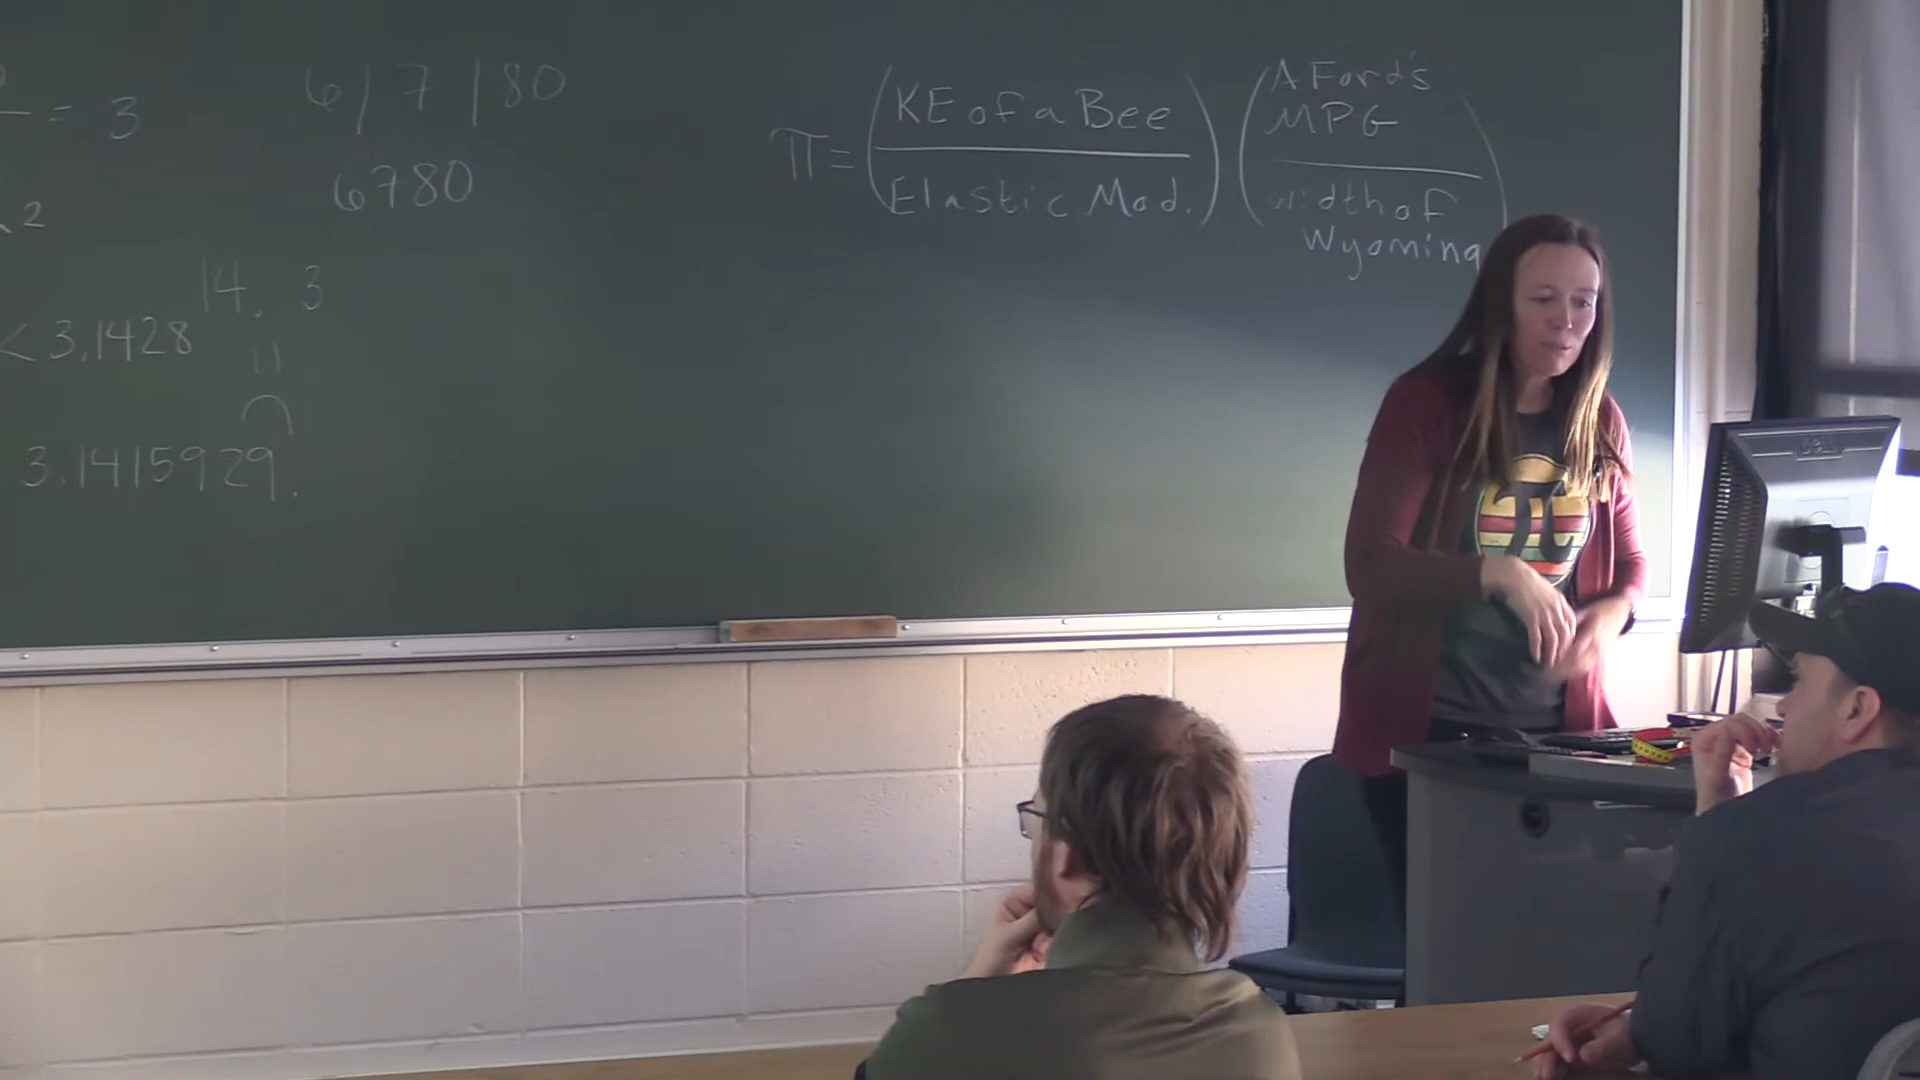 = 3
6/7/80
6780
2
14. 3
< 3.1428
3.1415929.
π = (KE of a Bee / Elastic Mod.) (A Ford's MPG / width of Wyoming)
π
DELL